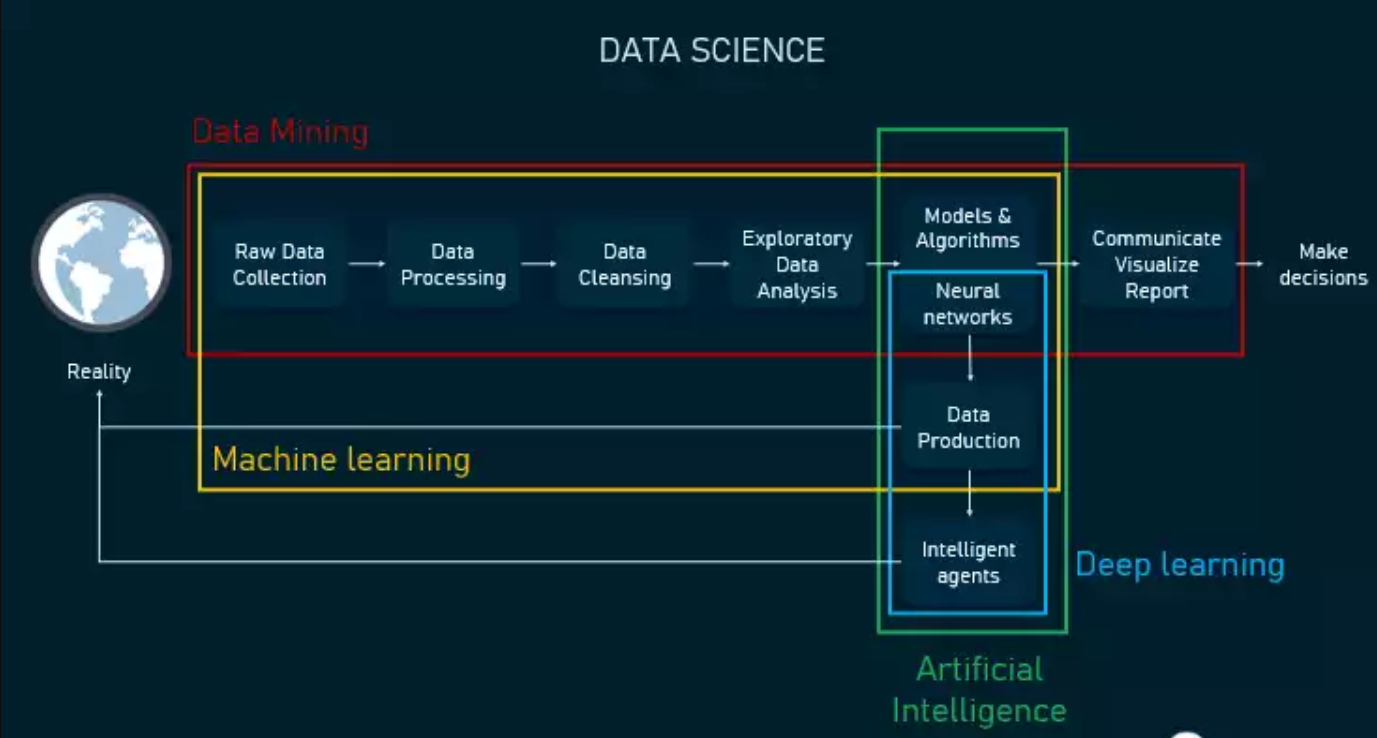 DATA SCIENCE
Data Mining
Raw Data
Collection
Data
Processing
Data
Cleansing
Exploratory
Data
Analysis
Models &
Algorithms
Neural
networks
Communicate
Visualize
Report
Make
decisions
Reality
Data
Production
Machine learning
Intelligent
agents
Deep learning
Artificial
Intelligence